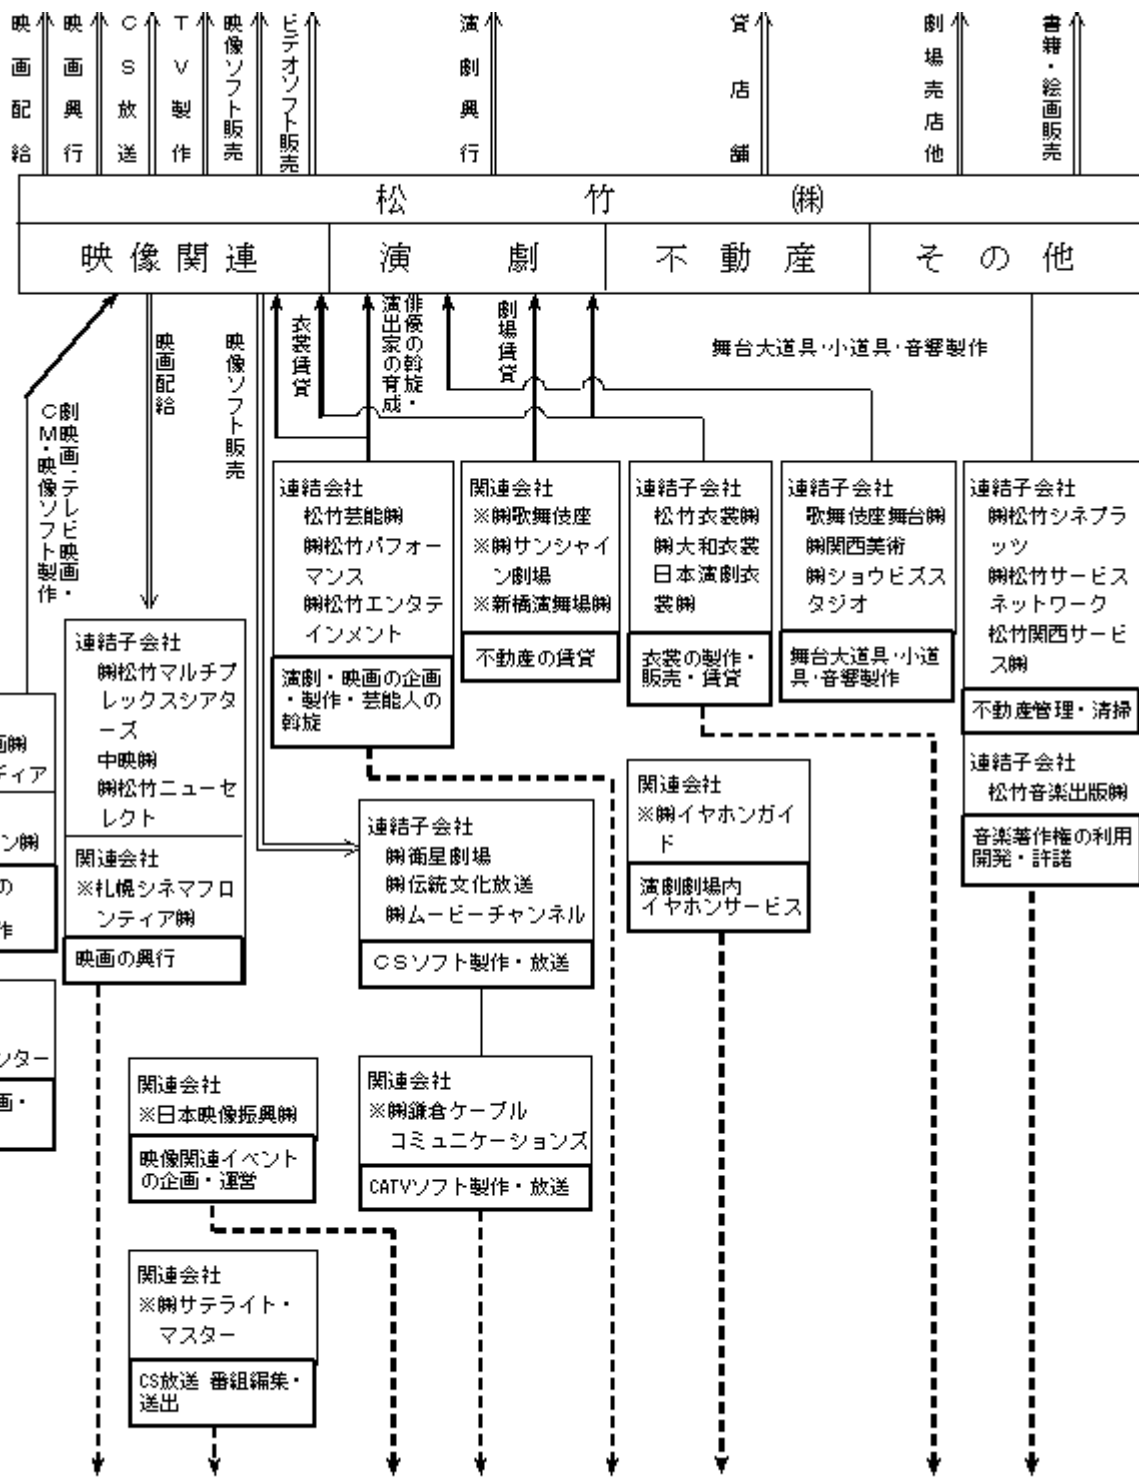 映画配給
映画興行
CS放送
TV製作
映像ソフト販売
ビデオソフト販売
演劇興行
貸店舗
劇場売店他
書籍・絵画販売
松竹㈱
映像関連
演劇
不動産
その他
劇映画・テレビ映画・
CM・映像ソフト製作
映画配給
映像ソフト販売
衣裳賃貸
俳優の斡旋・
演出家の育成
劇場賃貸
舞台大道具・小道具・音響製作
連結会社
松竹芸能㈱
㈱松竹パフォー
マンス
㈱松竹エンタテ
インメント
演劇・映画の企画
・製作・芸能人の
斡旋
関連会社
※㈱歌舞伎座
※㈱サンシャイ
ン劇場
※新橋演舞場㈱
不動産の賃貸
連結子会社
松竹衣裳㈱
㈱大和衣裳
日本演劇衣
裳㈱
衣裳の製作・
販売・賃貸
連結子会社
歌舞伎座舞台㈱
㈱関西美術
㈱ショウビズス
タジオ
舞台大道具・小道
具・音響製作
連結子会社
㈱松竹シネプラ
ッツ
㈱松竹サービス
ネットワーク
松竹関西サービ
ス㈱
不動産管理・清掃
連結子会社
松竹音楽出版㈱
音楽著作権の利用
開発・許諾
連結子会社
㈱松竹マルチプ
レックスシアタ
ーズ
中映㈱
㈱松竹ニューセ
レクト
関連会社
※札幌シネマフロ
ンティア㈱
映画の興行
画㈱
ティア
ン㈱
の
作
ンター
画・
関連会社
※㈱イヤホンガイ
ド
演劇劇場内
イヤホンサービス
連結子会社
㈱衛星劇場
㈱伝統文化放送
㈱ムービーチャンネル
CSソフト製作・放送
関連会社
※㈱鎌倉ケーブル
コミュニケーションズ
CATVソフト製作・放送
関連会社
※日本映像振興㈱
映像関連イベント
の企画・運営
関連会社
※㈱サテライト・
マスター
CS放送 番組編集・
送出